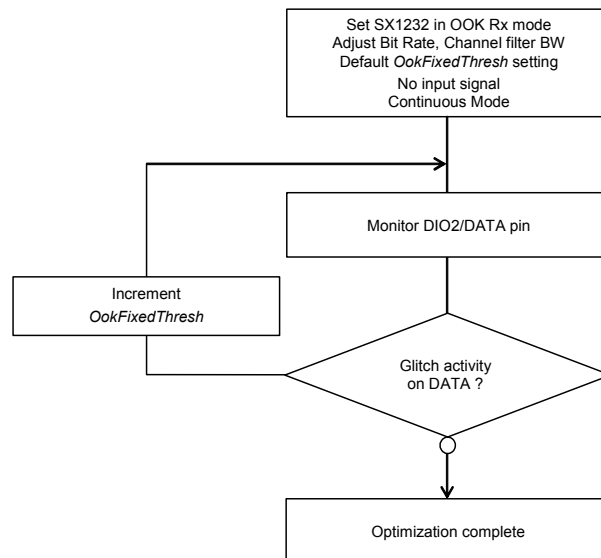 Set SX1232 in OOK Rx mode
Adjust Bit Rate, Channel filter BW
Default OokFixedThresh setting
No input signal
Continuous Mode
Monitor DIO2/DATA pin
Increment
OokFixedThresh
Glitch activity
on DATA ?
Optimization complete